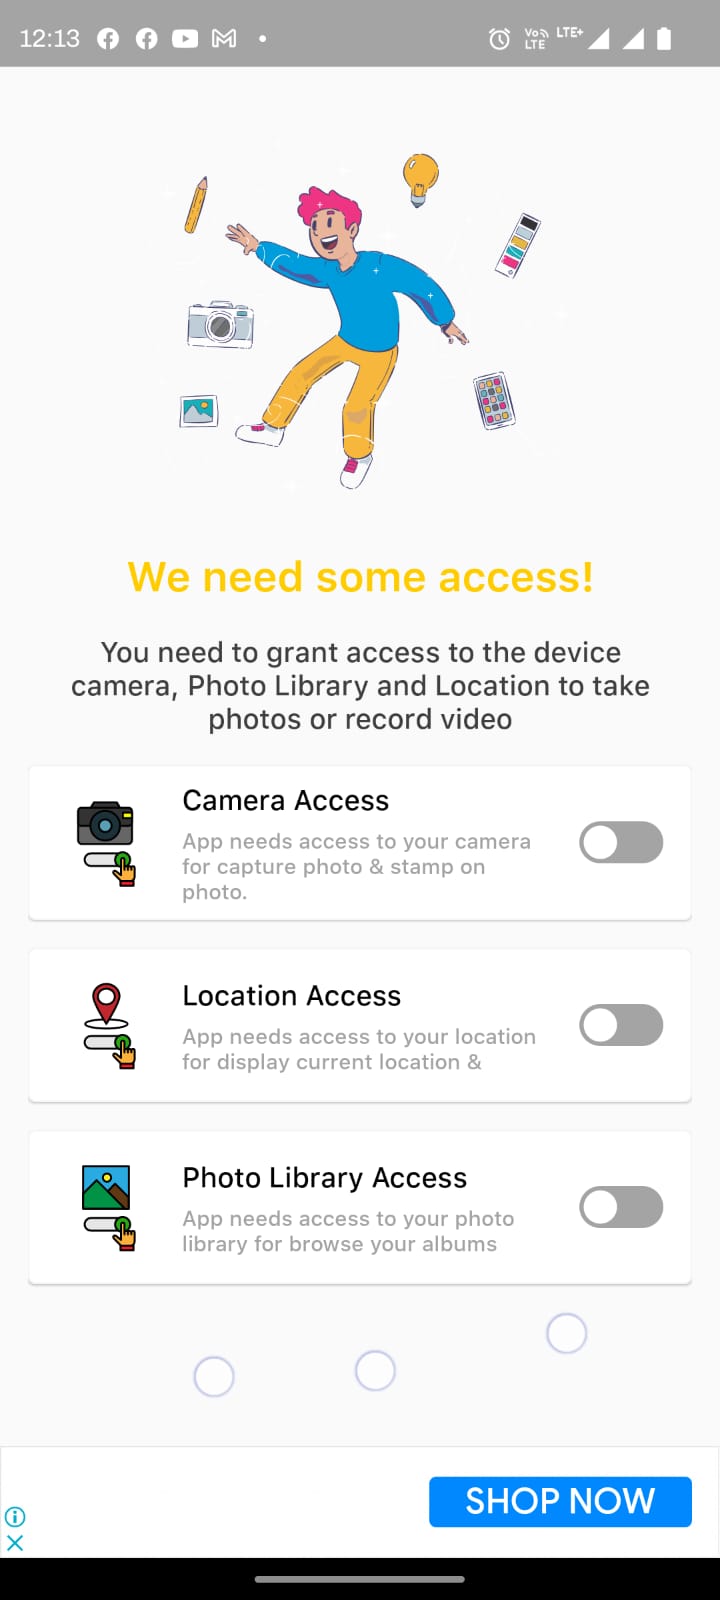 12:13
Vo
LTE
LTE+
We need some access!
You need to grant access to the device
camera, Photo Library and Location to take
photos or record video
Camera Access
App needs access to your camera
for capture photo & stamp on
photo.
Location Access
App needs access to your location
for display current location &
Photo Library Access
App needs access to your photo
library for browse your albums
SHOP NOW